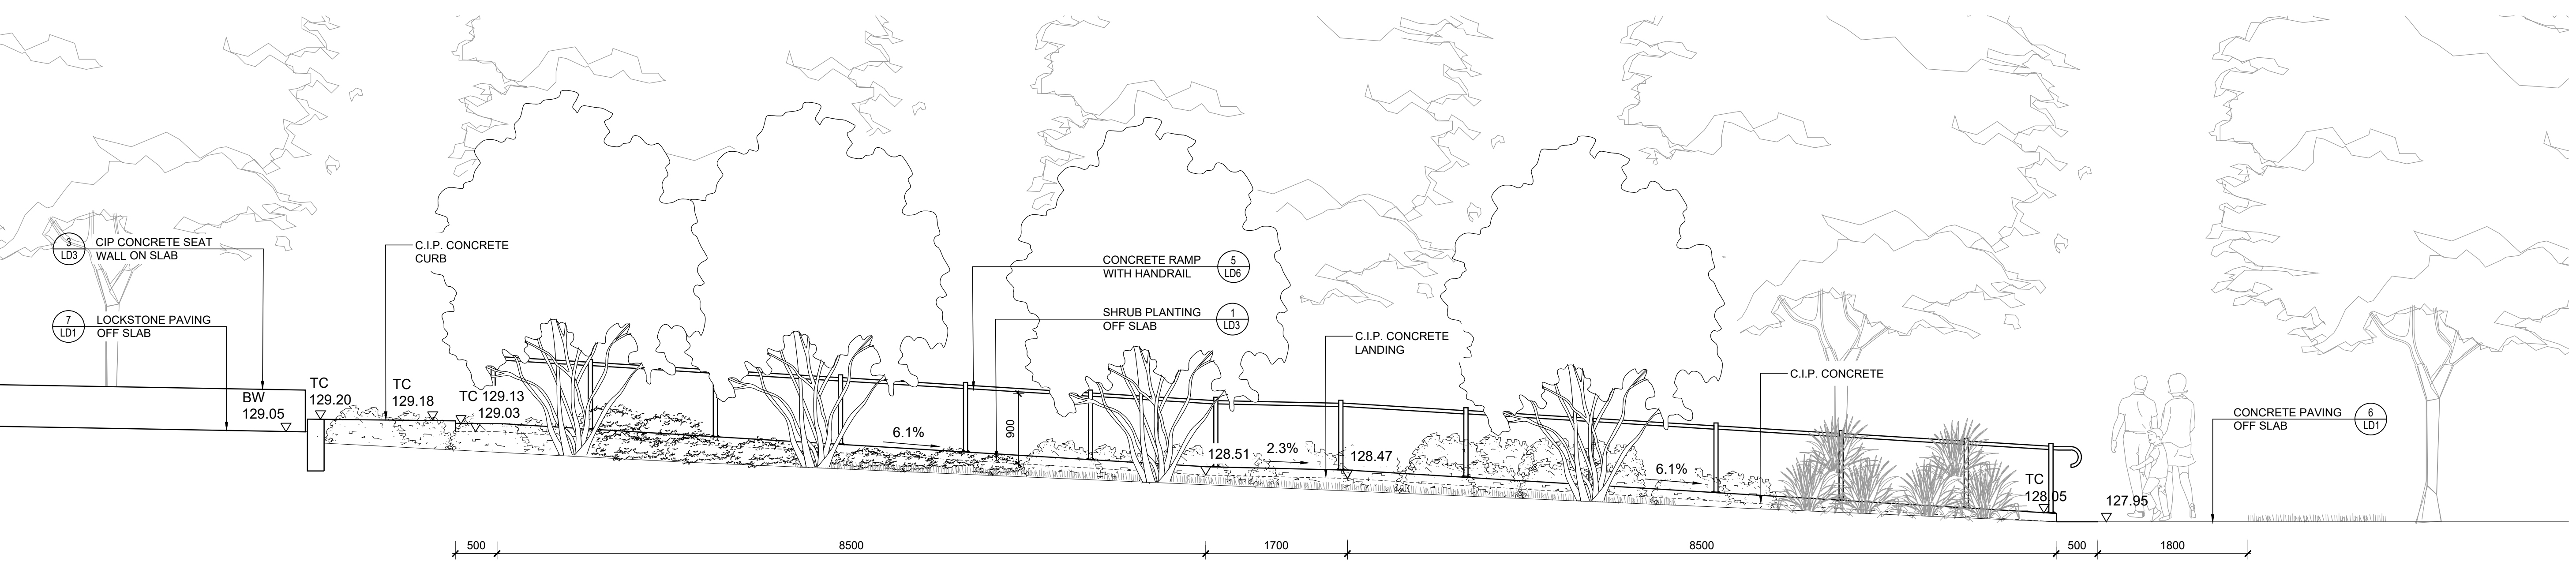 3
LD3
CIP CONCRETE SEAT
WALL ON SLAB
7
LD1
LOCKSTONE PAVING
OFF SLAB
C.I.P. CONCRETE
CURB
CONCRETE RAMP
WITH HANDRAIL
5
LD6
SHRUB PLANTING
OFF SLAB
1
LD3
C.I.P. CONCRETE
LANDING
C.I.P. CONCRETE
CONCRETE PAVING
OFF SLAB
6
LD1
BW
129.05
TC
129.20
TC
129.18
TC 129.13
129.03
6.1%
900
128.51
2.3%
128.47
6.1%
TC
128.05
127.95
500
8500
1700
8500
500
1800